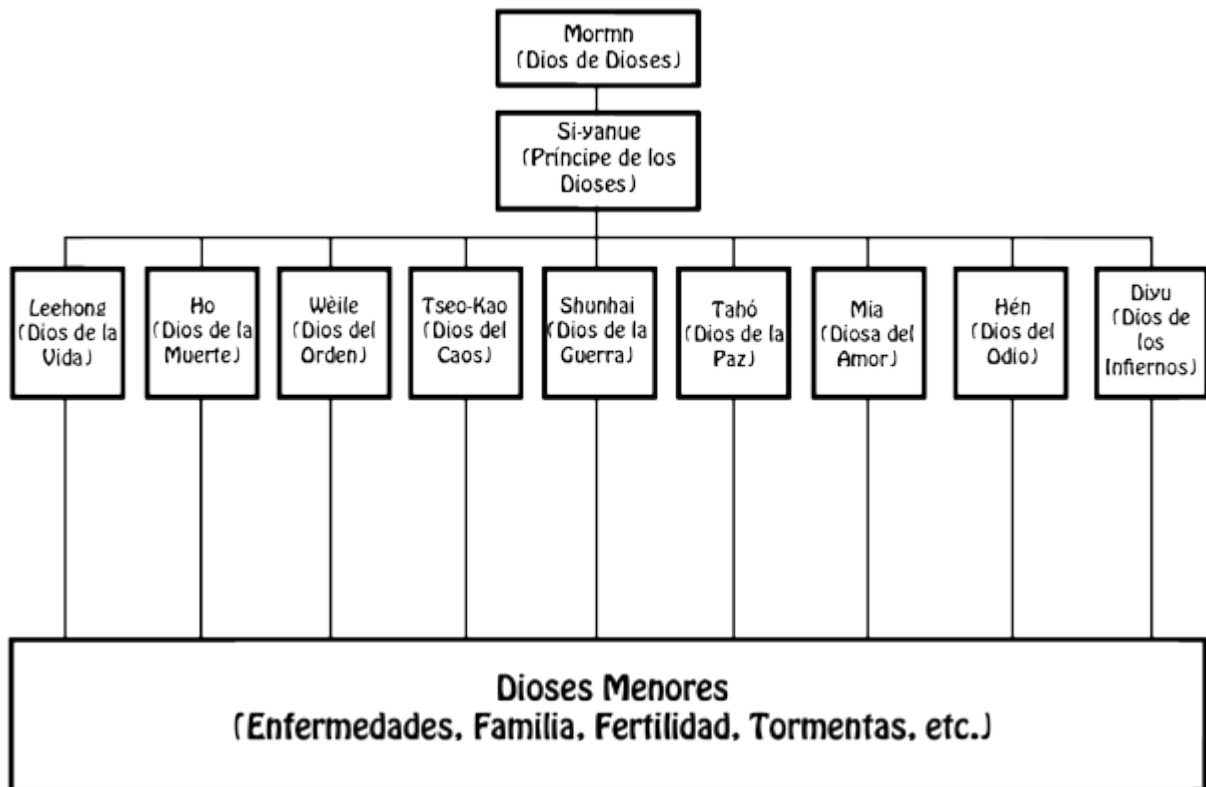 Mormn
(Dios de Dioses)
Si-yanue
(Príncipe de los
Dioses)
Leehong
(Dios de la
Vida)
Ho
(Dios de la
Muerte)
Wèile
(Dios del
Orden)
Tseo-Kao
(Dios del
Caos)
Shunhai
(Dios de la
Guerra)
Tahó
(Dios de la
Paz)
Mia
(Diosa del
Amor)
Hén
(Dios del
Odio)
Diyu
(Dios de
los
Infiernos)
Dioses Menores
(Enfermedades, Familia, Fertilidad, Tormentas, etc.)